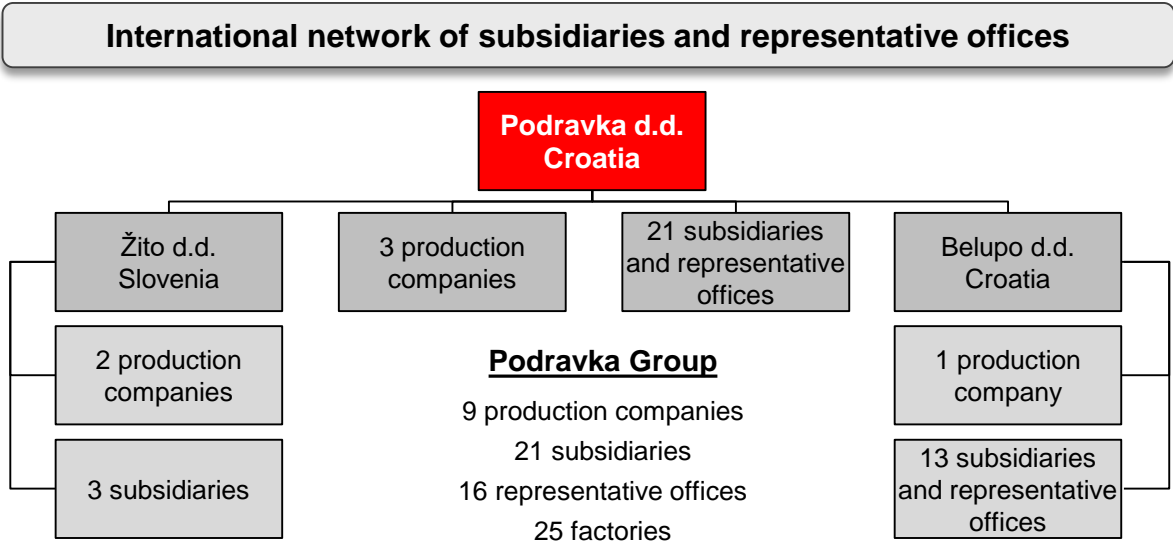 International network of subsidiaries and representative offices
Podravka d.d.
Croatia
Žito d.d.
Slovenia
3 production
companies
21 subsidiaries
and representative
offices
Belupo d.d.
Croatia
2 production
companies
3 subsidiaries
Podravka Group
9 production companies
21 subsidiaries
16 representative offices
25 factories
1 production
company
13 subsidiaries
and representative
offices